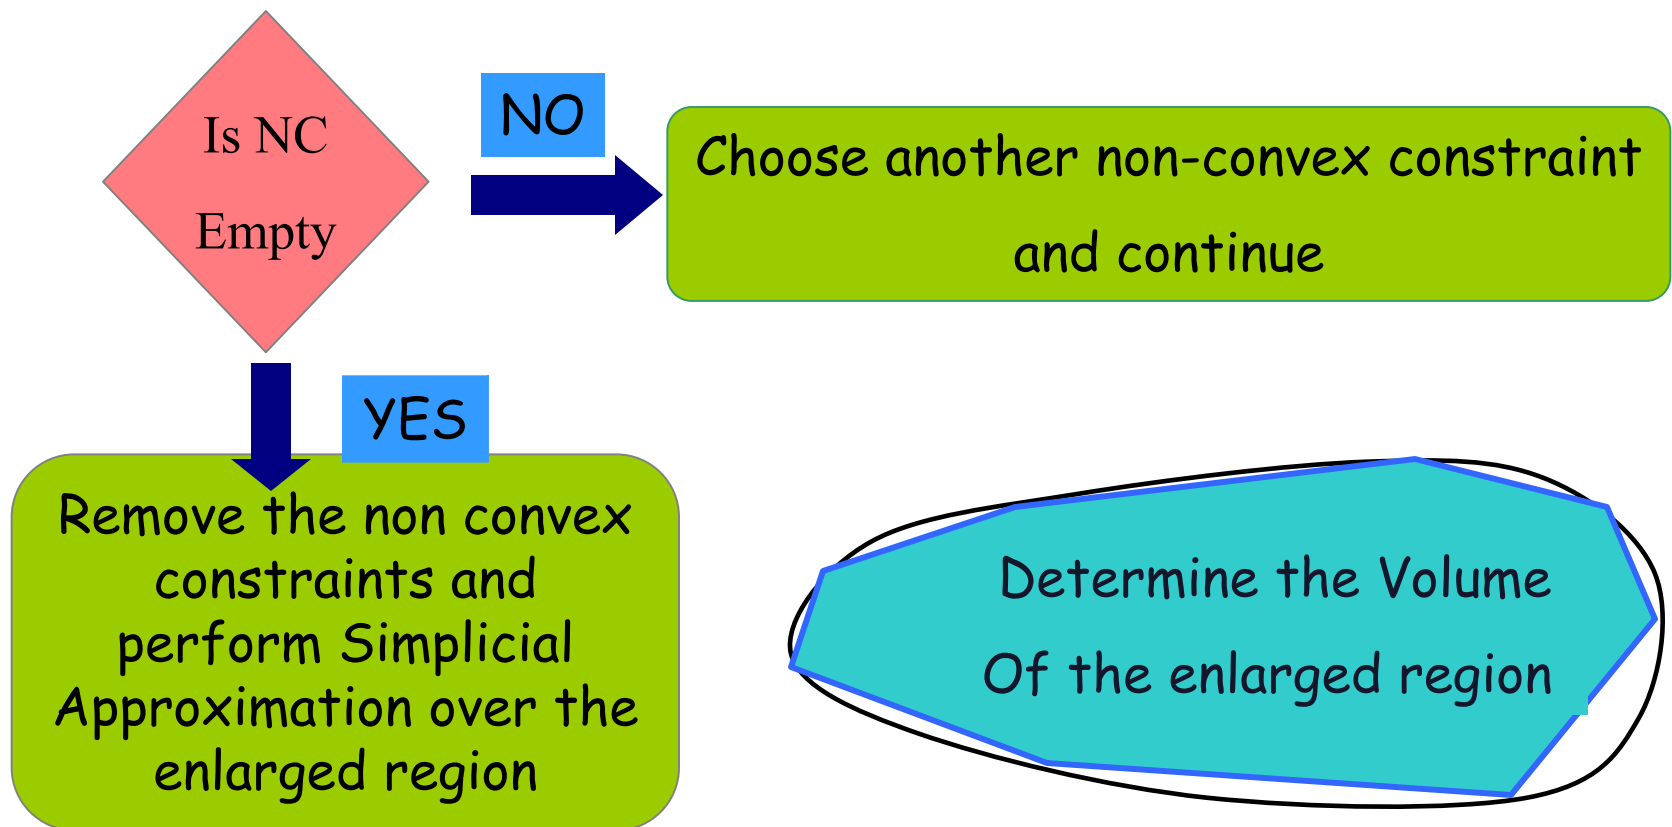 Is NC
Empty
NO
Choose another non-convex constraint
and continue
YES
Remove the non convex
constraints and
perform Simplicial
Approximation over the
enlarged region
Determine the Volume
Of the enlarged region